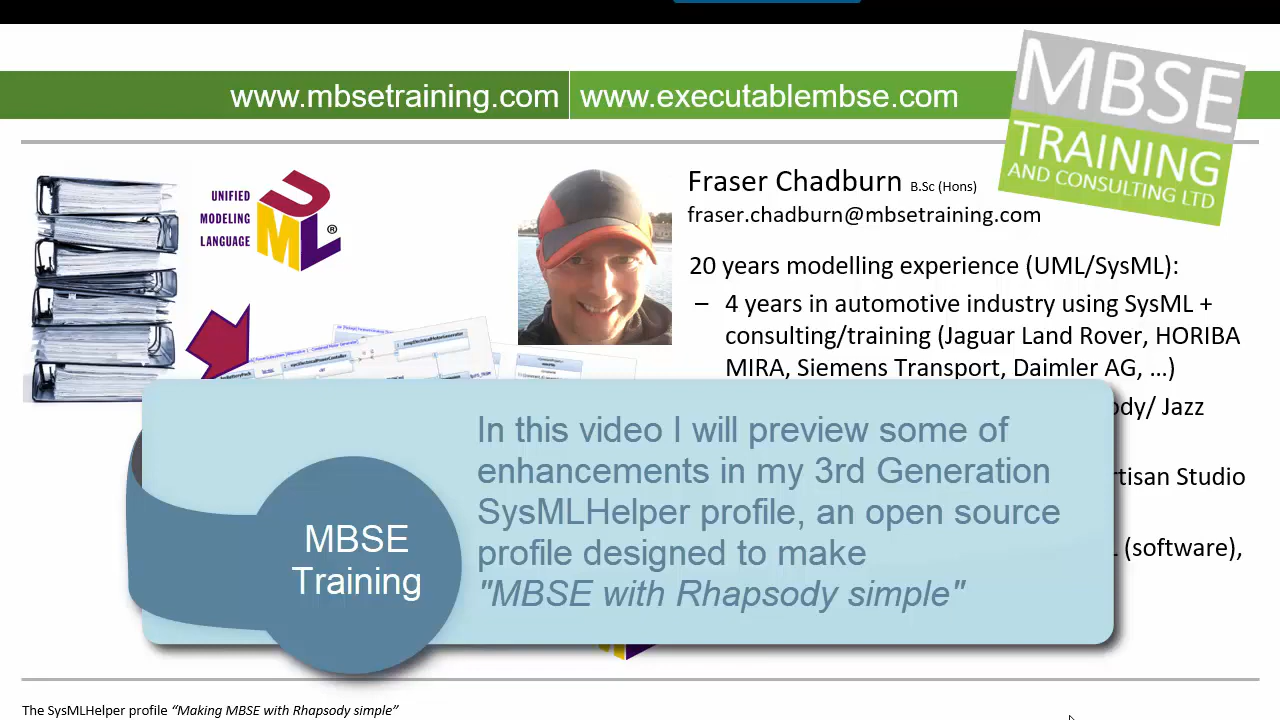 www.mbsetraining.com
www.executablembse.com
MBSE
TRAINING
AND CONSULTING LTD
UNIFIED
MODELING
LANGUAGE
UML®
Fraser Chadburn B.Sc (Hons)
fraser.chadburn@mbsetraining.com
20 years modelling experience (UML/SysML):
– 4 years in automotive industry using SysML +
consulting/training (Jaguar Land Rover, HORIBA
MIRA, Siemens Transport, Daimler AG, …)
/ Jazz
Studio
(software),
In this video I will preview some of
enhancements in my 3rd Generation
SysMLHelper profile, an open source
profile designed to make
"MBSE with Rhapsody simple"
MBSE
Training
The SysMLHelper profile “Making MBSE with Rhapsody simple”